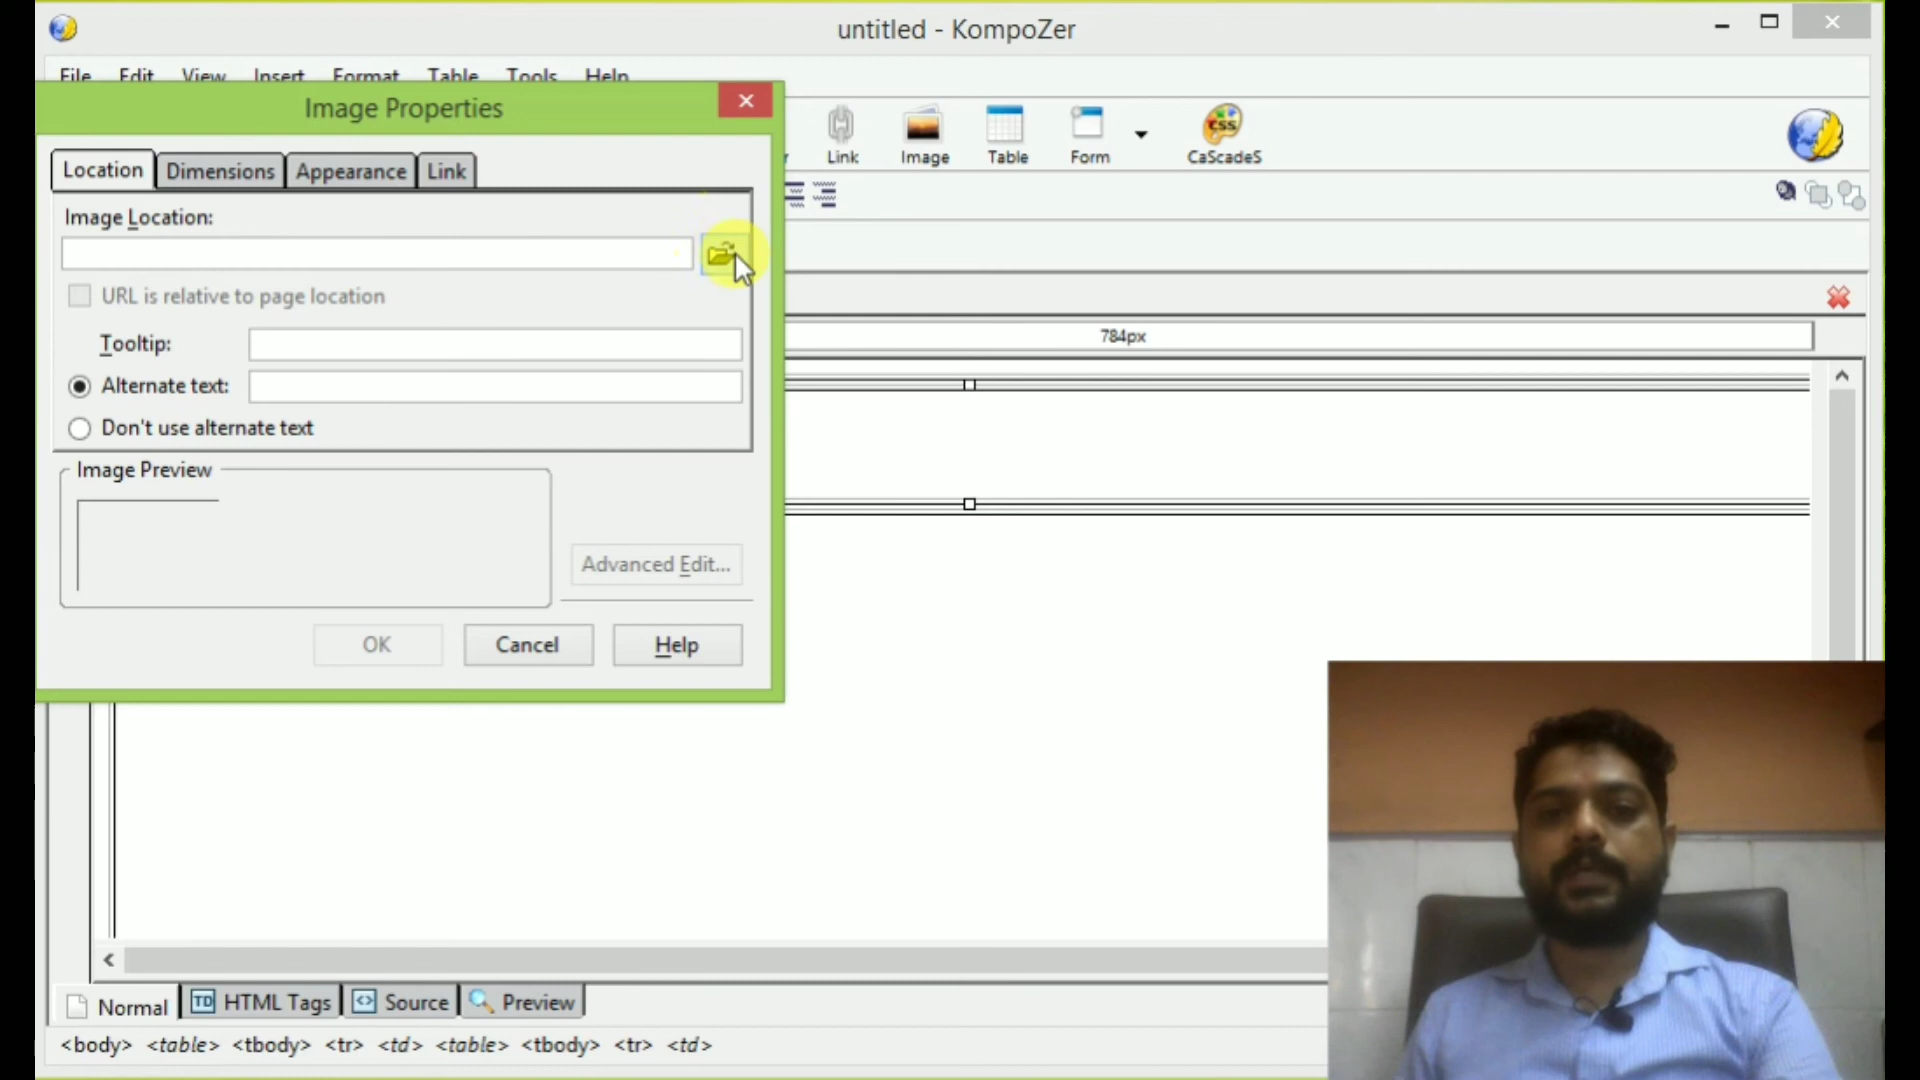 untitled - KompoZer
File Edit View Insert Format Table Tools Help
Image Properties
Link Image Table Form CaScadeS
CSS
Location Dimensions Appearance Link
Image Location:
URL is relative to page location
Tooltip:
784px
Alternate text:
Don't use alternate text
Image Preview
Advanced Edit...
OK Cancel Help
Normal TD HTML Tags Source Preview
<body> <table> <tbody> <tr> <td> <table> <tbody> <tr> <td>